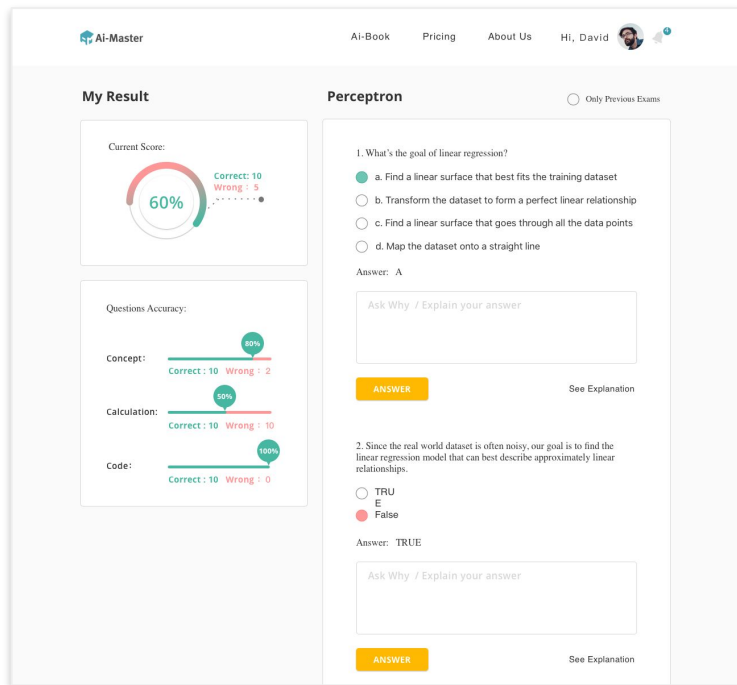 Ai-Master
Ai-Book Pricing About Us Hi, David 4
My Result
Current Score:
60%
Correct: 10
Wrong : 5
Questions Accuracy:
80%
Concept:
Correct : 10 Wrong : 2
50%
Calculation:
Correct : 10 Wrong : 10
100%
Code:
Correct : 10 Wrong : 0
Perceptron
Only Previous Exams
1. What's the goal of linear regression?
a. Find a linear surface that best fits the training dataset
b. Transform the dataset to form a perfect linear relationship
c. Find a linear surface that goes through all the data points
d. Map the dataset onto a straight line
Answer: A
Ask Why / Explain your answer
ANSWER
See Explanation
2. Since the real world dataset is often noisy, our goal is to find the
linear regression model that can best describe approximately linear
relationships.
TRU
E
False
Answer: TRUE
Ask Why / Explain your answer
ANSWER
See Explanation